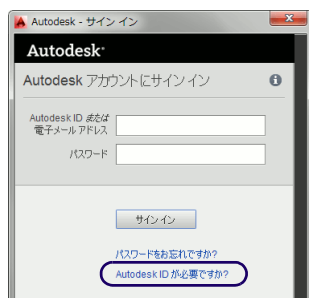 Autodesk - サイン イン
Autodesk
Autodesk アカウントにサイン イン
Autodesk ID または
電子メール アドレス
パスワード
サイン イン
パスワードをお忘れですか?
Autodesk ID が必要ですか?